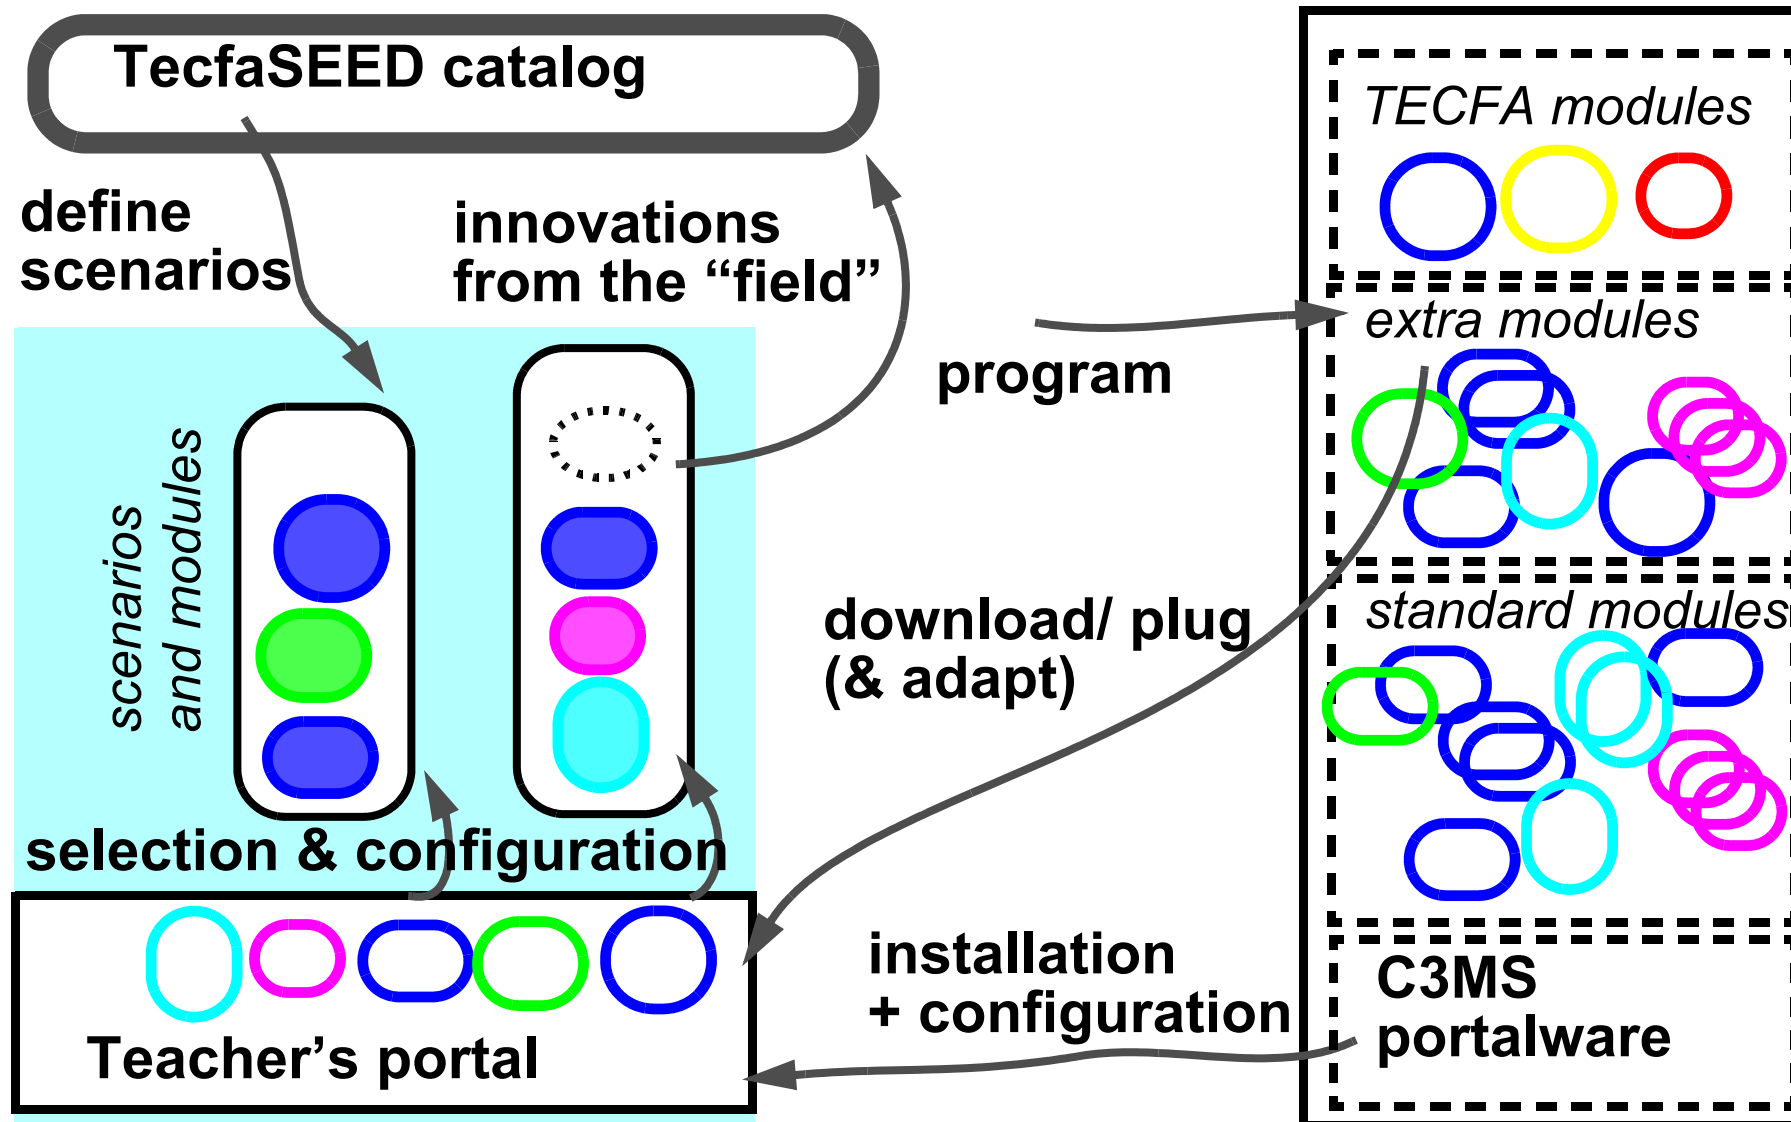 TecfaSEED catalog
define
scenarios
innovations
from the “field”
program
scenarios
and modules
download/ plug
(& adapt)
selection & configuration
installation
+ configuration
Teacher’s portal
TECFA modules
extra modules
standard modules
C3MS
portalware